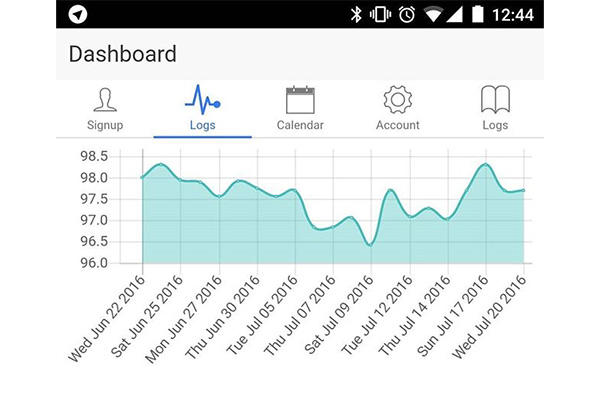 12:44
Dashboard
Signup Logs Calendar Account Logs
98.5
98.0
97.5
97.0
96.5
96.0
Wed Jun 22 2016
Sat Jun 25 2016
Mon Jun 27 2016
Thu Jun 30 2016
Tue Jul 05 2016
Thu Jul 07 2016
Sat Jul 09 2016
Tue Jul 12 2016
Thu Jul 14 2016
Sun Jul 17 2016
Wed Jul 20 2016